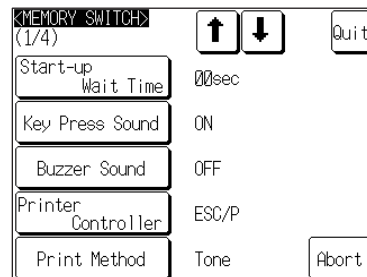 <MEMORY SWITCH>
(1/4)
↑ ↓ Quit
Start-up
Wait Time 00sec
Key Press Sound ON
Buzzer Sound OFF
Printer
Controller ESC/P
Print Method Tone Abort